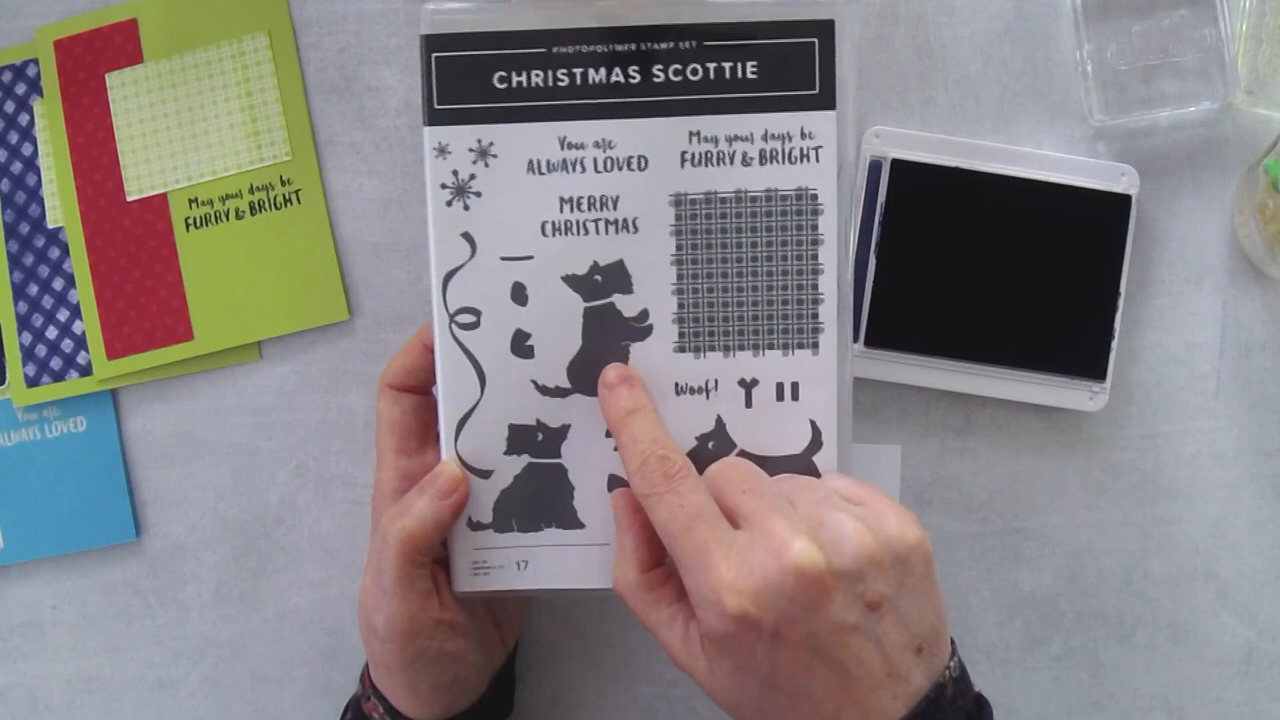 PHOTOPOLYMER STAMP SET
CHRISTMAS SCOTTIE
You are
ALWAYS LOVED
May your days be
FURRY & BRIGHT
MERRY
CHRISTMAS
Woof!
17
May your days be
FURRY & BRIGHT
You are
ALWAYS LOVED